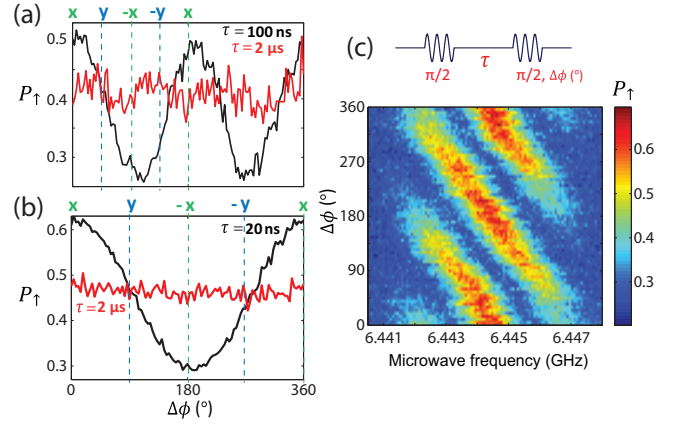 (a)
x y -x -y x
τ = 100 ns
τ = 2 μs
0.5
0.4
0.3
P↑
(b)
x y -x -y x
τ = 20 ns
τ = 2 μs
0.6
0.5
0.4
0.3
P↑
0 180 360
Δϕ (°)
(c)
π/2 τ π/2, Δϕ (°)
P↑
360
270
180
90
0
Δϕ (°)
6.441 6.443 6.445 6.447
Microwave frequency (GHz)
0.6
0.5
0.4
0.3